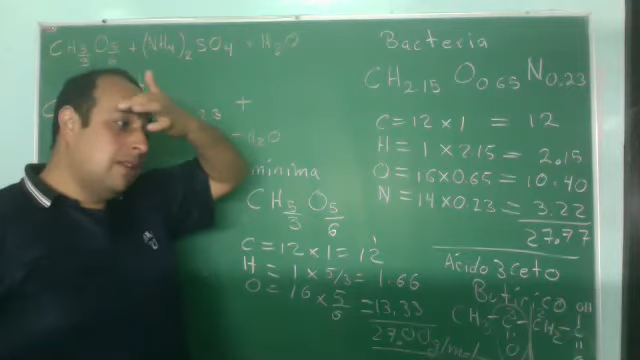 CH5/3 O5/6 + (NH4)2 SO4 + H2O
C
23 +
H2O
minima
CH5/3 O5/6
C = 12 x 1 = 12
H = 1 x 5/3 = 1.66
O = 16 x 5/6 = 13.33
Bacteria
CH2.15 O0.65 N0.23
C = 12 x 1 = 12
H = 1 x 2.15 = 2.15
O = 16 x 0.65 = 10.40
N = 14 x 0.23 = 3.22
27.77
Acido 3 ceto
Butirico